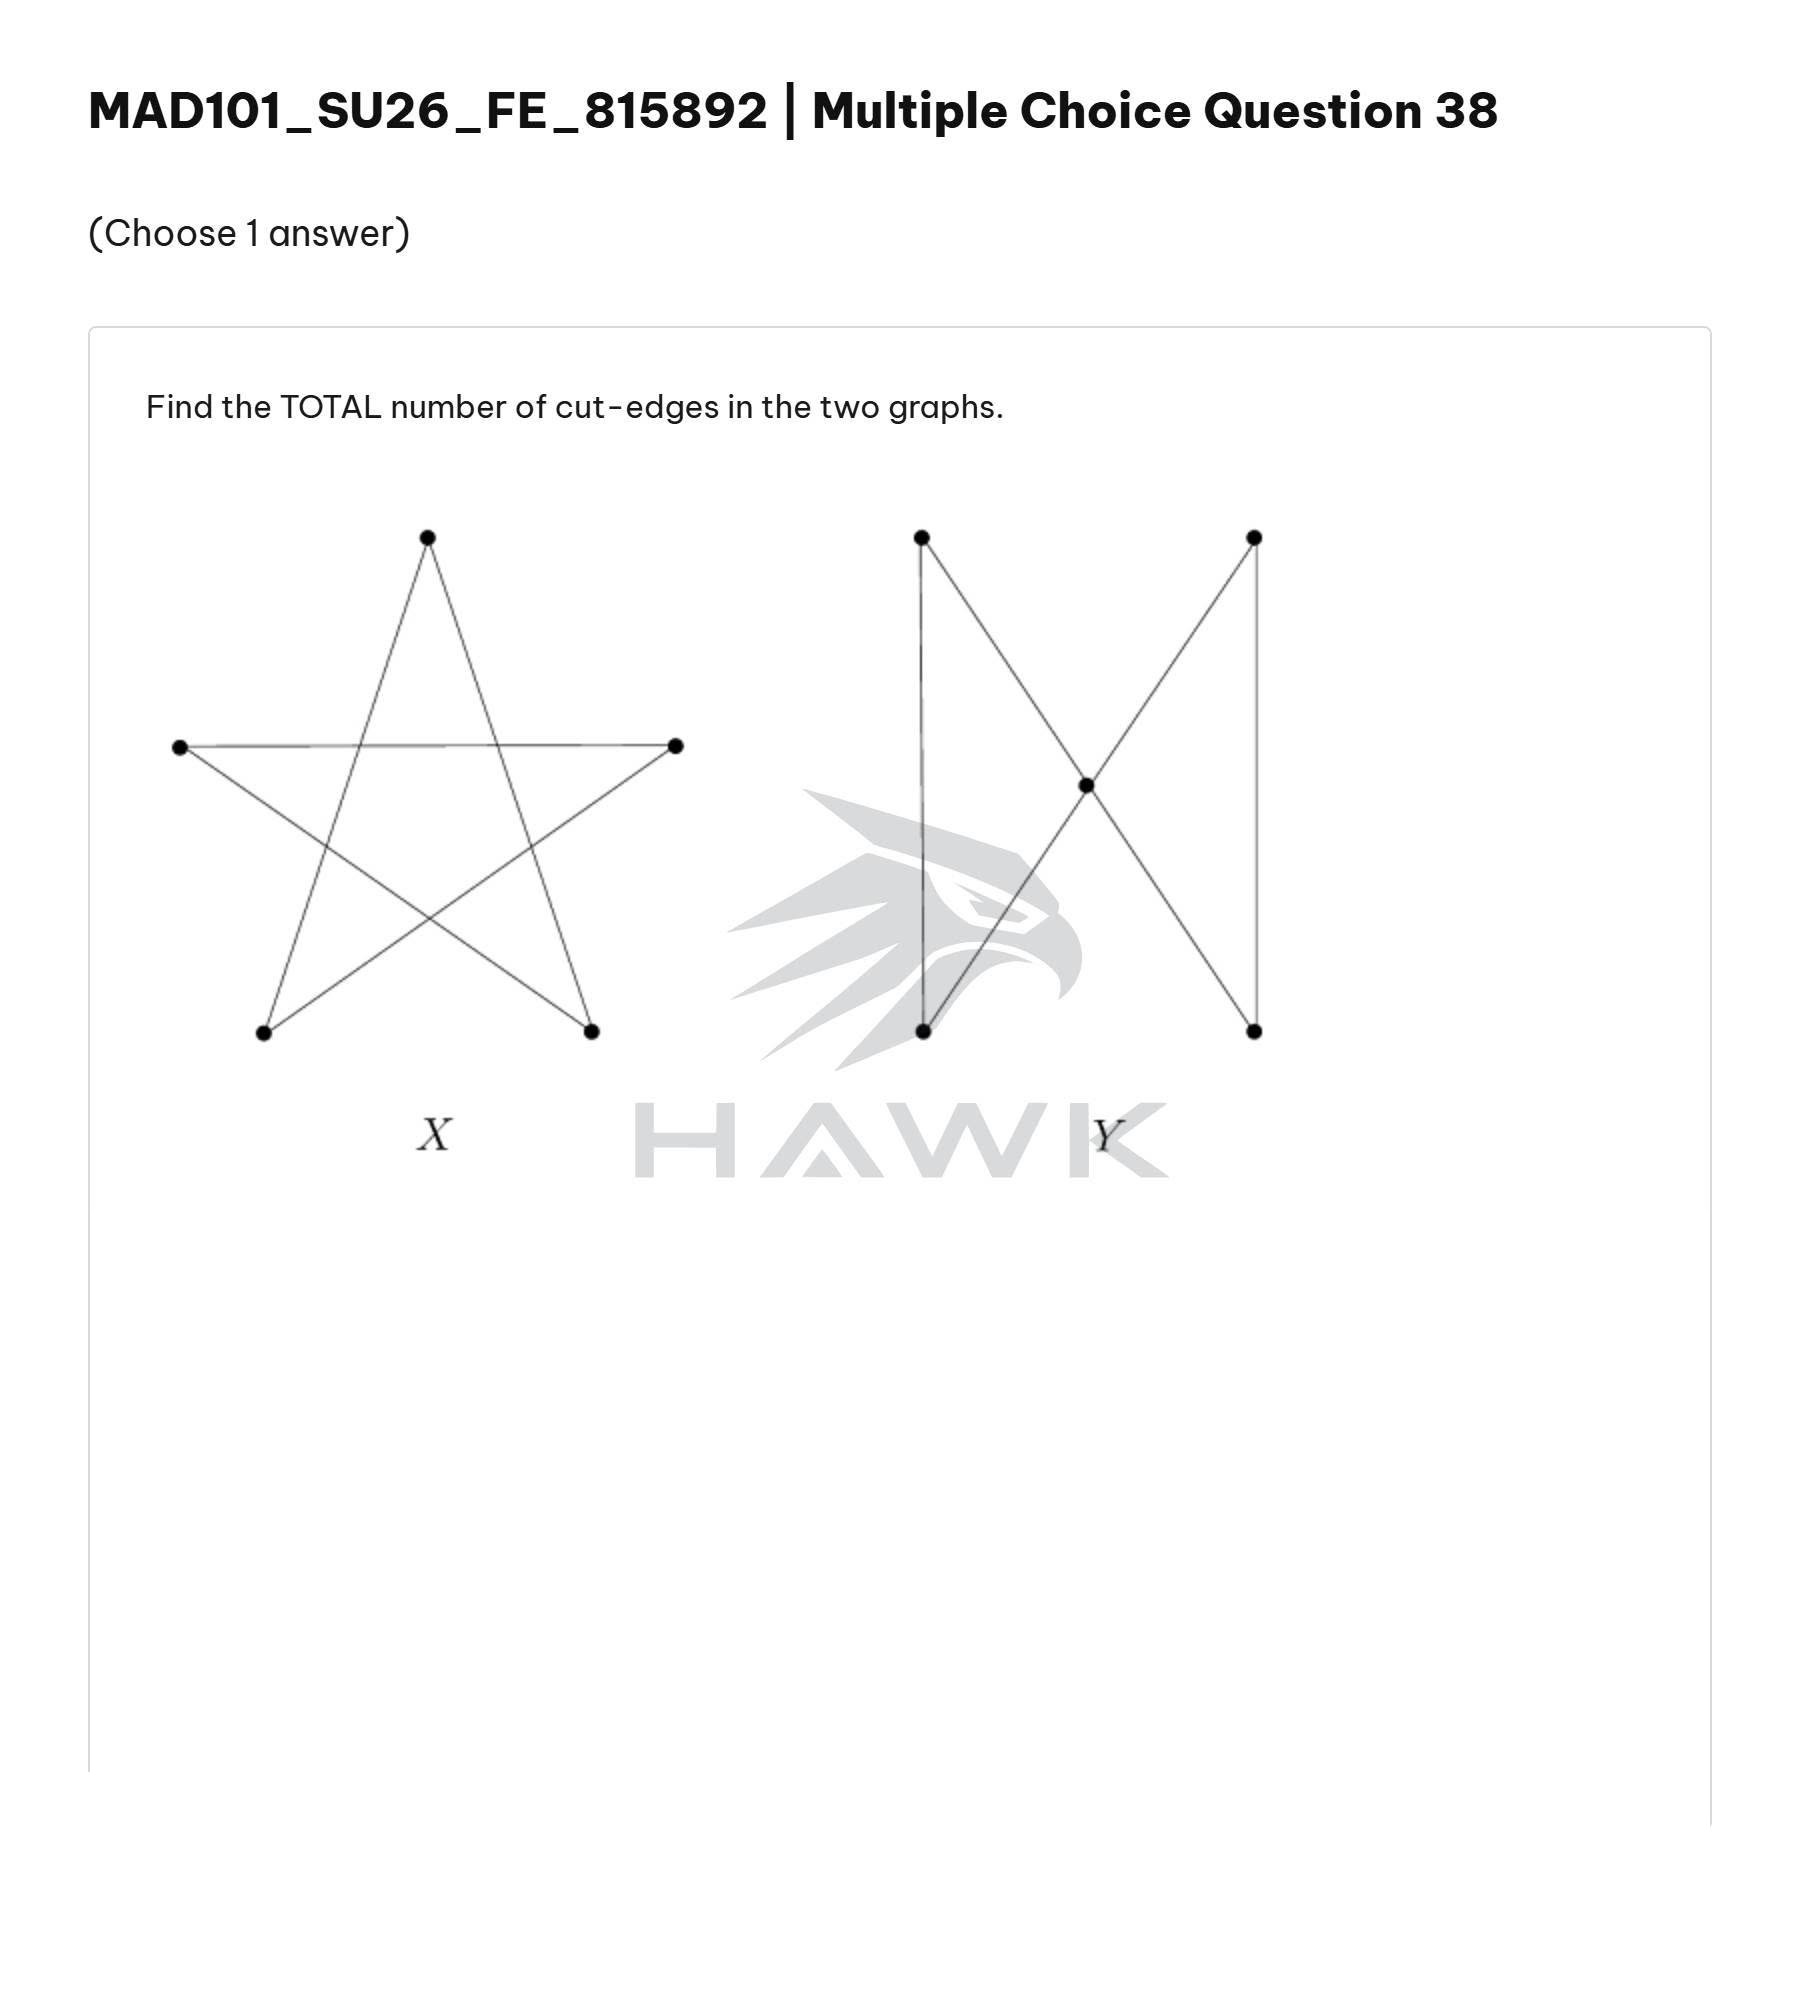 MAD101_SU26_FE_815892 | Multiple Choice Question 38
(Choose 1 answer)
Find the TOTAL number of cut-edges in the two graphs.
X
Y
HAWK